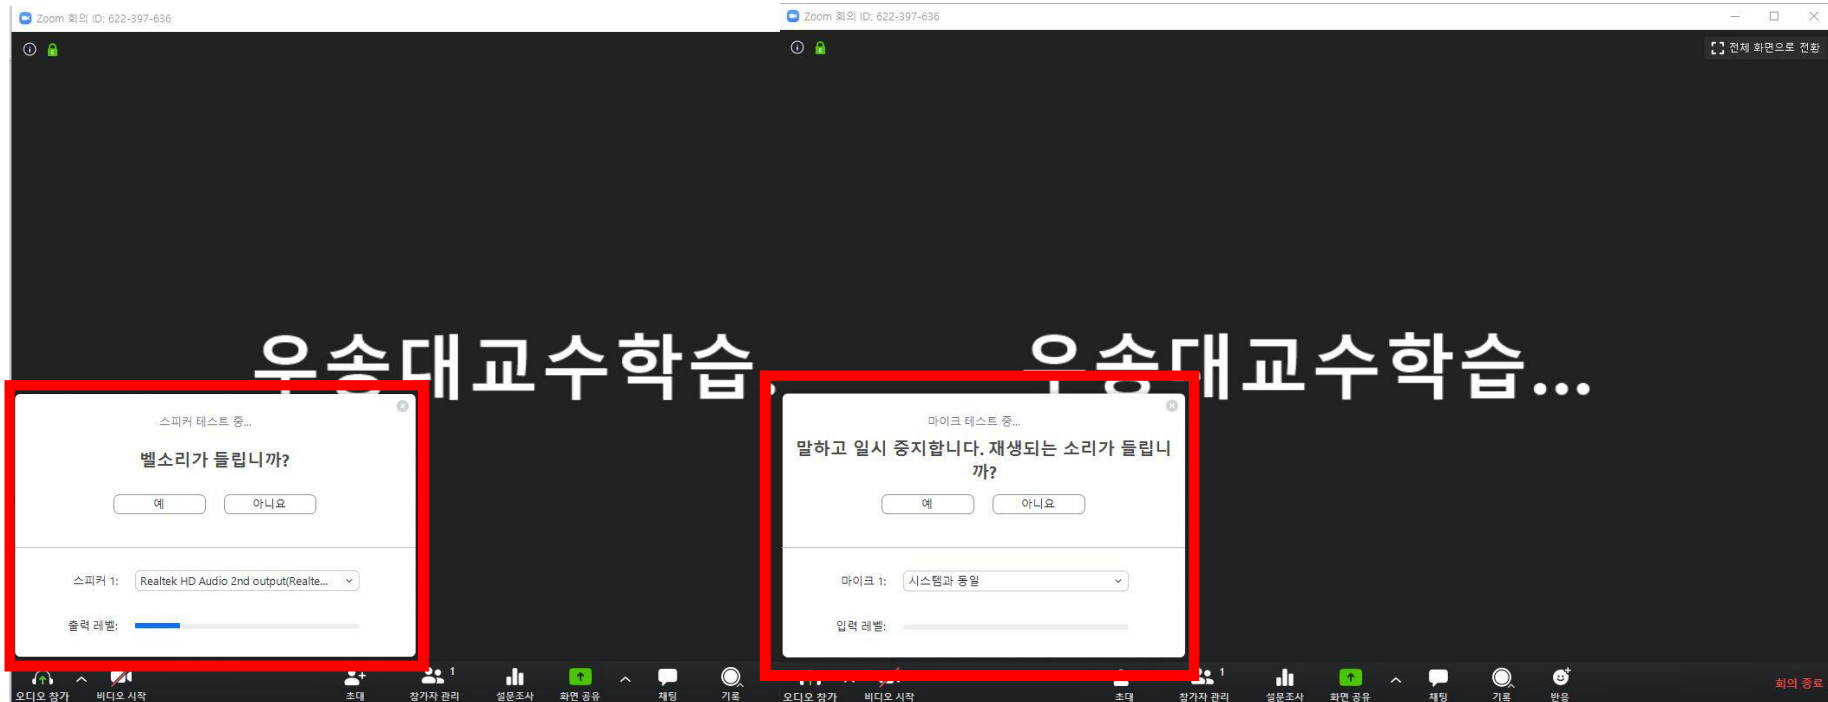 Zoom 회의 ID: 622-397-636
우송대교수학습.
스피커 테스트 중...
벨소리가 들립니까?
예
아니요
스피커 1:
Realtek HD Audio 2nd output(Realte...
출력 레벨:
오디오 참가
비디오 시작
초대
1
참가자 관리
설문조사
화면 공유
채팅
기록
Zoom 회의 ID: 622-397-636
전체 화면으로 전환
우송대교수학습...
마이크 테스트 중...
말하고 일시 중지합니다. 재생되는 소리가 들립니
까?
예
아니요
마이크 1:
시스템과 동일
입력 레벨:
오디오 참가
비디오 시작
초대
1
참가자 관리
설문조사
화면 공유
채팅
기록
반응
회의 종료